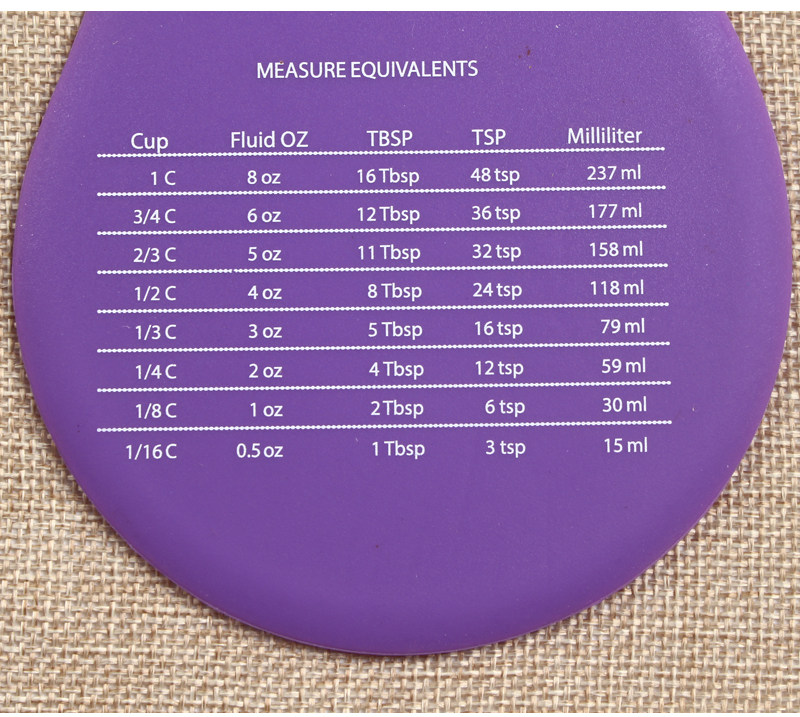 MEASURE EQUIVALENTS
Cup Fluid OZ TBSP TSP Milliliter
1 C 8 oz 16 Tbsp 48 tsp 237 ml
3/4 C 6 oz 12 Tbsp 36 tsp 177 ml
2/3 C 5 oz 11 Tbsp 32 tsp 158 ml
1/2 C 4 oz 8 Tbsp 24 tsp 118 ml
1/3 C 3 oz 5 Tbsp 16 tsp 79 ml
1/4 C 2 oz 4 Tbsp 12 tsp 59 ml
1/8 C 1 oz 2 Tbsp 6 tsp 30 ml
1/16 C 0.5 oz 1 Tbsp 3 tsp 15 ml